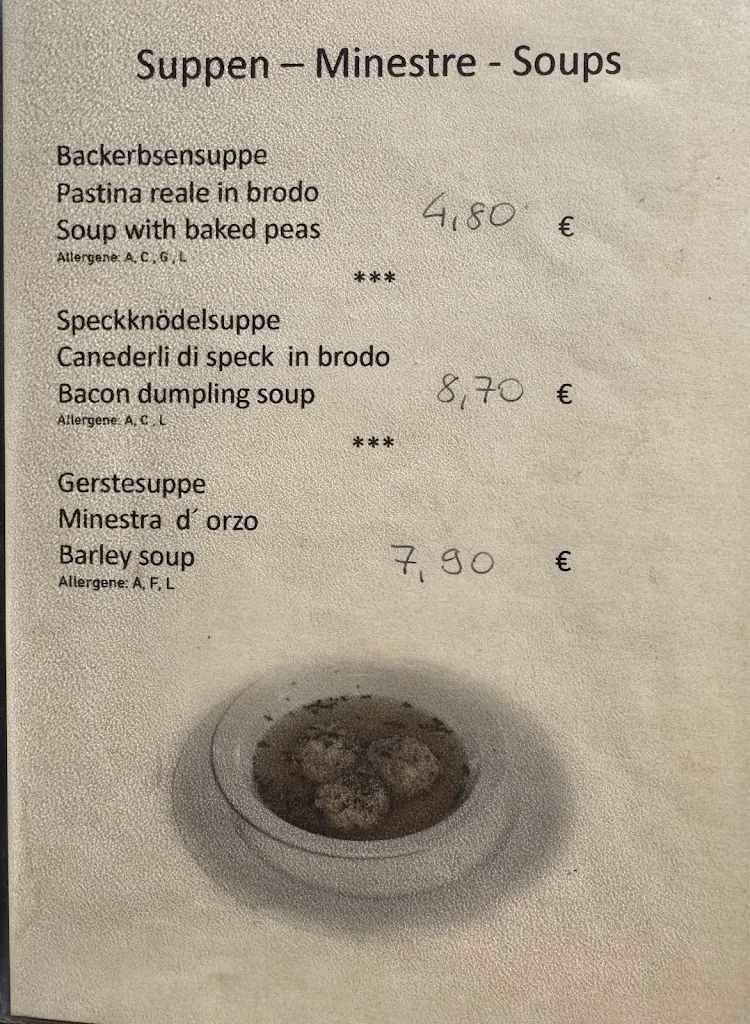 Suppen – Minestre - Soups
Backerbsensuppe
Pastina reale in brodo
Soup with baked peas 4,80 €
Allergene: A, C , G , L
***
Speckknödelsuppe
Canederli di speck in brodo
Bacon dumpling soup 8,70 €
Allergene: A, C , L
***
Gerstesuppe
Minestra d´ orzo
Barley soup 7,90 €
Allergene: A, F, L